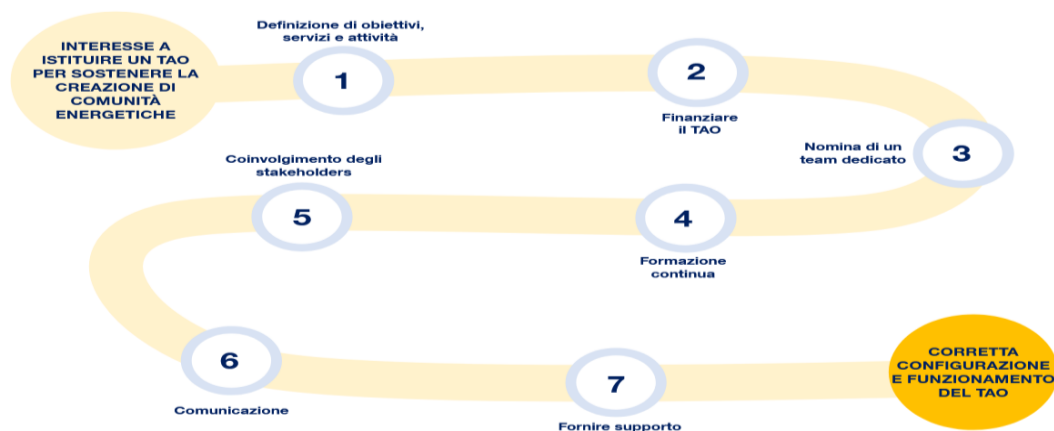 INTERESSE A
ISTITUIRE UN TAO
PER SOSTENERE LA
CREAZIONE DI
COMUNITÀ
ENERGETICHE
Definizione di obiettivi,
servizi e attività
1
2
Finanziare
il TAO
Nomina di un
team dedicato
3
4
Formazione
continua
Coinvolgimento degli
stakeholders
5
6
Comunicazione
7
Fornire supporto
CORRETTA
CONFIGURAZIONE
E FUNZIONAMENTO
DEL TAO